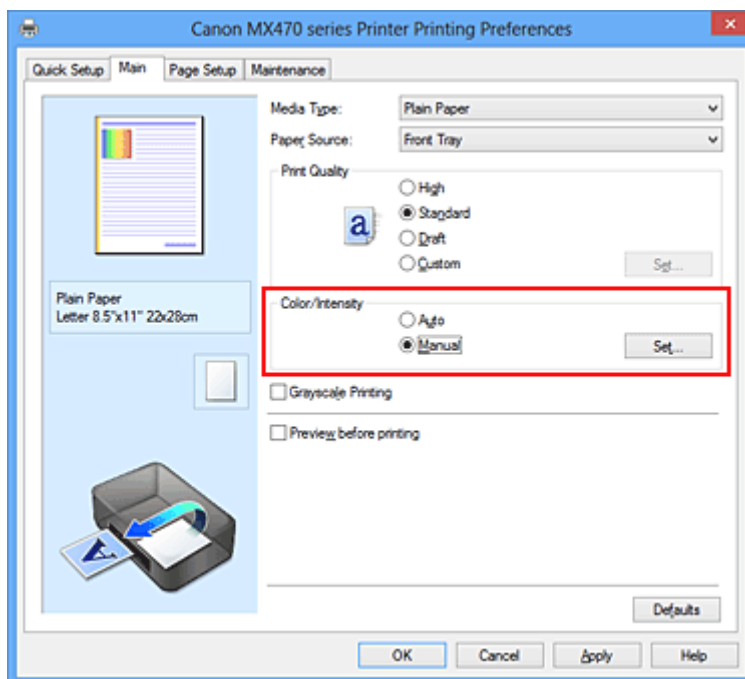 Canon MX470 series Printer Printing Preferences
Quick Setup Main Page Setup Maintenance
Media Type: Plain Paper
Paper Source: Front Tray
Print Quality
High
a Standard
Draft
Custom Set...
Plain Paper
Letter 8.5"x11" 22x28cm
Color/Intensity
Auto
Manual Set...
Grayscale Printing
Preview before printing
A
Defaults
OK Cancel Apply Help